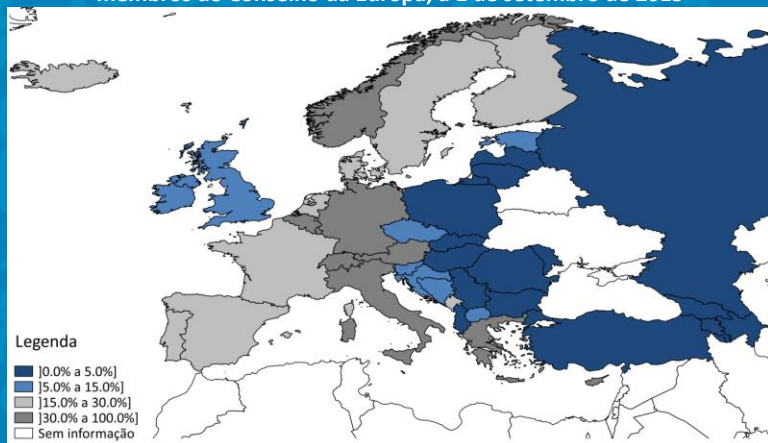 membros do Conselho da Europa, a 1 de setembro de 2015
Legenda
]0.0% a 5.0%]
]5.0% a 15.0%]
]15.0% a 30.0%]
]30.0% a 100.0%]
Sem informação